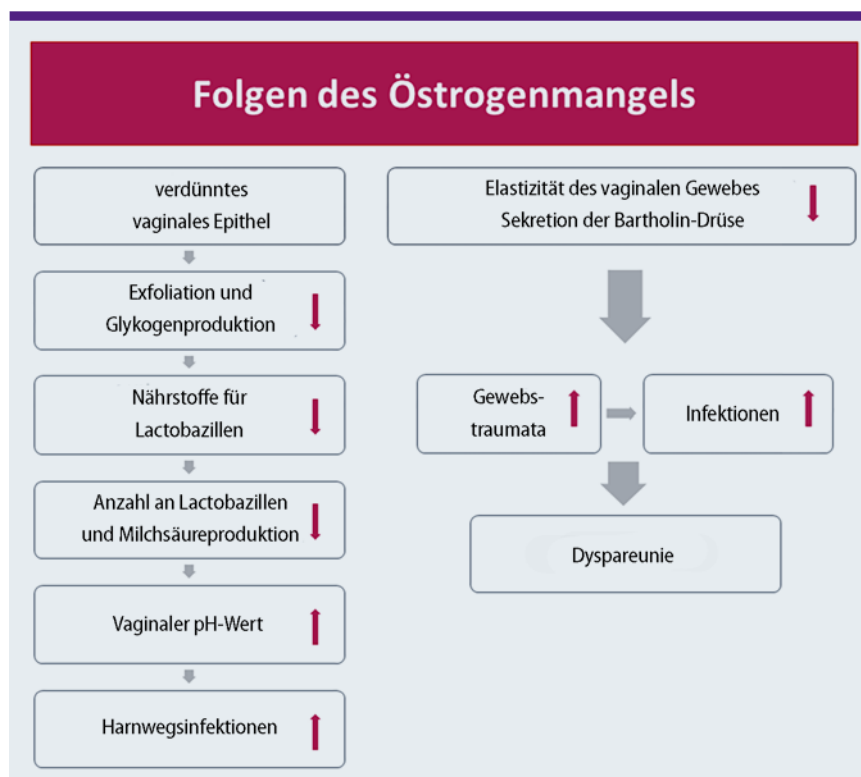 Folgen des Östrogenmangels
verdünntes
vaginales Epithel
Exfoliation und
Glykogenproduktion
Nährstoffe für
Lactobazillen
Anzahl an Lactobazillen
und Milchsäureproduktion
Vaginaler pH-Wert
Harnwegsinfektionen
Elastizität des vaginalen Gewebes
Sekretion der Bartholin-Drüse
Gewebs-
traumata
Infektionen
Dyspareunie